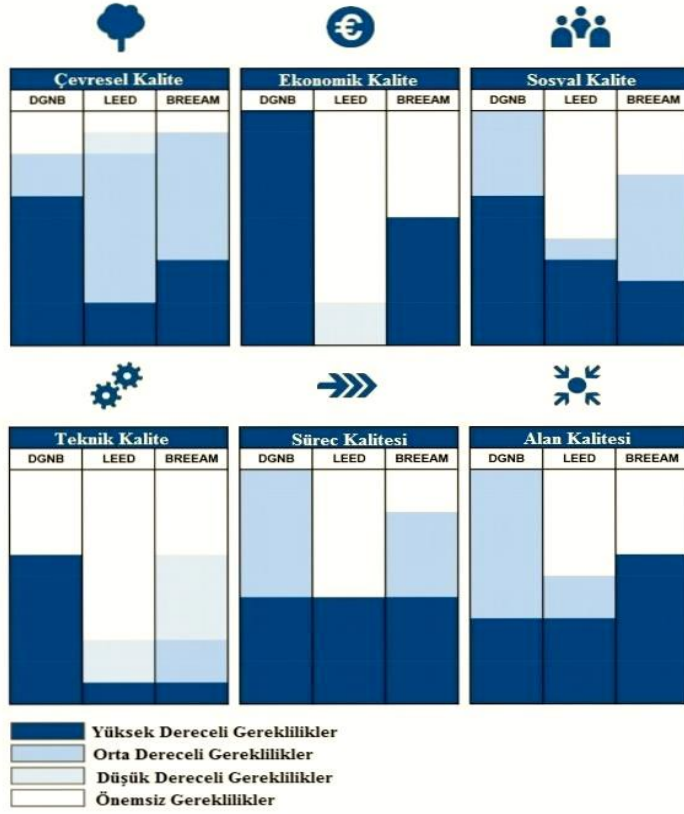 Çevresel Kalite
DGNB LEED BREEAM
Ekonomik Kalite
DGNB LEED BREEAM
Sosval Kalite
DGNB LEED BREEAM
Teknik Kalite
DGNB LEED BREEAM
Sürec Kalitesi
DGNB LEED BREEAM
Alan Kalitesi
DGNB LEED BREEAM
Yüksek Dereceli Gereklilikler
Orta Dereceli Gereklilikler
Düşük Dereceli Gereklilikler
Önemsiz Gereklilikler